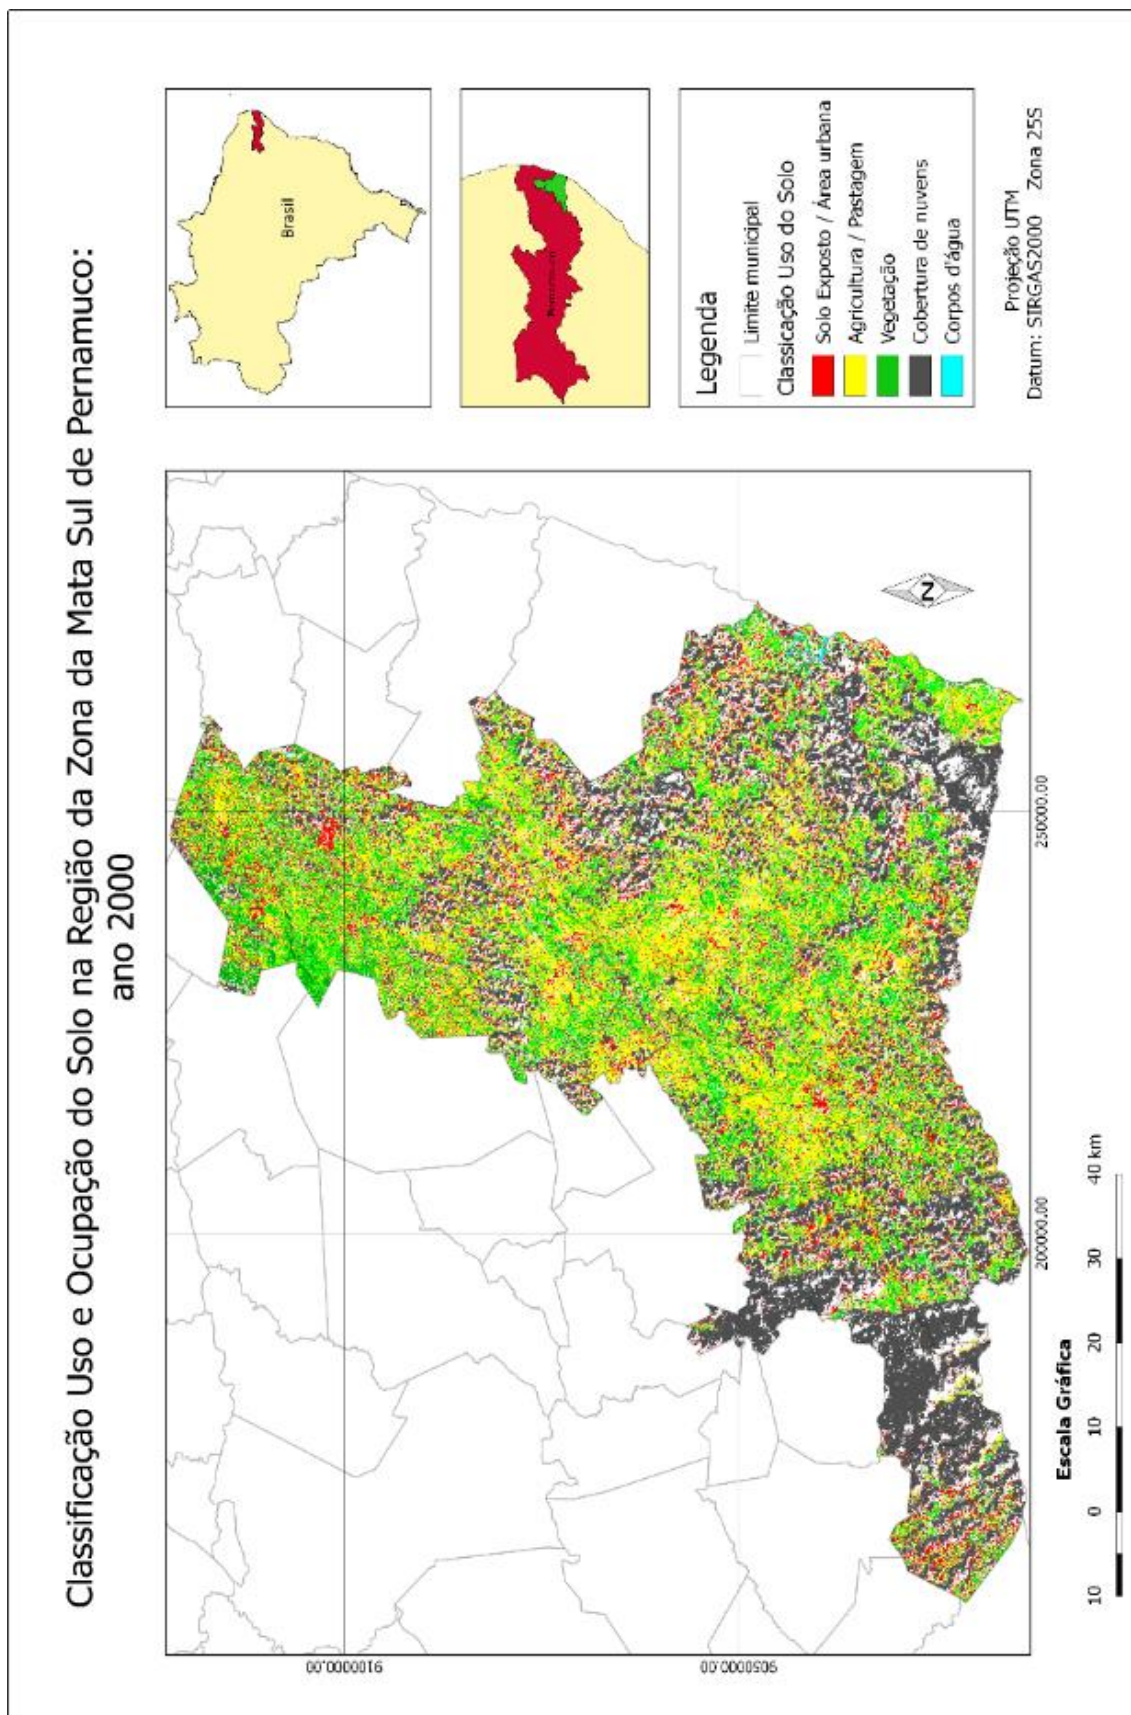 Classificação Uso e Ocupação do Solo na Região da Zona da Mata Sul de Pernamuco:
ano 2000
Brasil
Legenda
Limite municipal
Classicação Uso do Solo
Solo Exposto / Área urbana
Agricultura / Pastagem
Vegetação
Cobertura de nuvens
Corpos d'água
Projeção UTM
Datum: SIRGAS2000 Zona 25S
9100000.00
9050000.00
200000.00
250000.00
N
Escala Gráfica
10 0 10 20 30 40 km